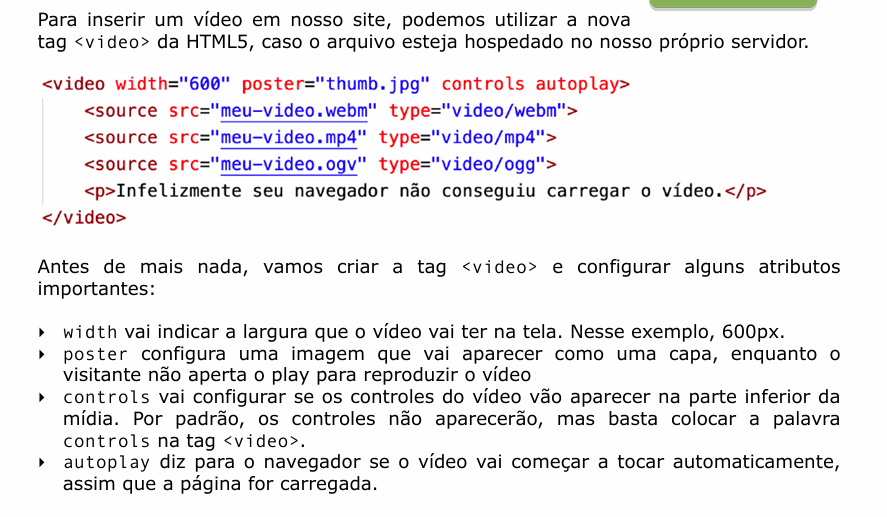 Para inserir um vídeo em nosso site, podemos utilizar a nova
tag <video> da HTML5, caso o arquivo esteja hospedado no nosso próprio servidor.
<video width="600" poster="thumb.jpg" controls autoplay>
<source src="meu-video.webm" type="video/webm">
<source src="meu-video.mp4" type="video/mp4">
<source src="meu-video.ogv" type="video/ogg">
<p>Infelizmente seu navegador não conseguiu carregar o vídeo.</p>
</video>
Antes de mais nada, vamos criar a tag <video> e configurar alguns atributos
importantes:
‣ width vai indicar a largura que o vídeo vai ter na tela. Nesse exemplo, 600px.
‣ poster configura uma imagem que vai aparecer como uma capa, enquanto o
visitante não aperta o play para reproduzir o vídeo
‣ controls vai configurar se os controles do vídeo vão aparecer na parte inferior da
mídia. Por padrão, os controles não aparecerão, mas basta colocar a palavra
controls na tag <video>.
‣ autoplay diz para o navegador se o vídeo vai começar a tocar automaticamente,
assim que a página for carregada.